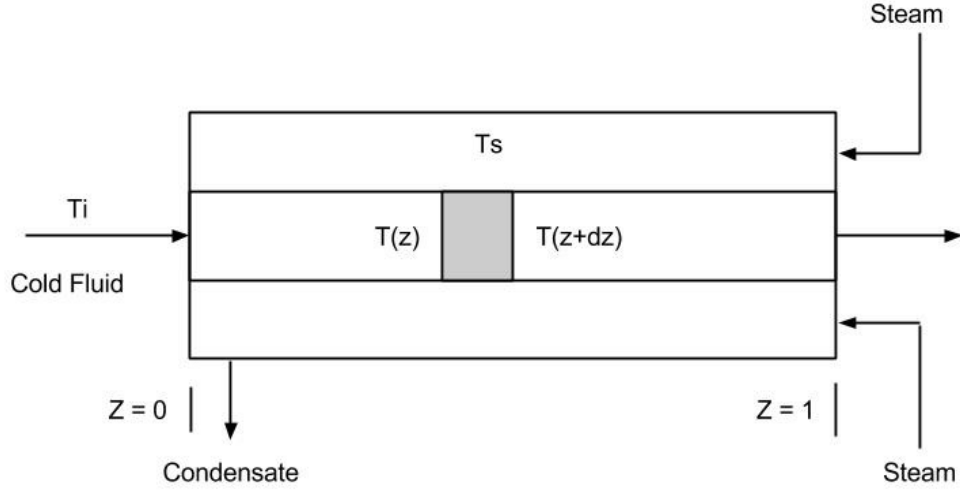 Steam
Ts
Ti
T(z)
T(z+dz)
Cold Fluid
Z = 0
Z = 1
Condensate
Steam